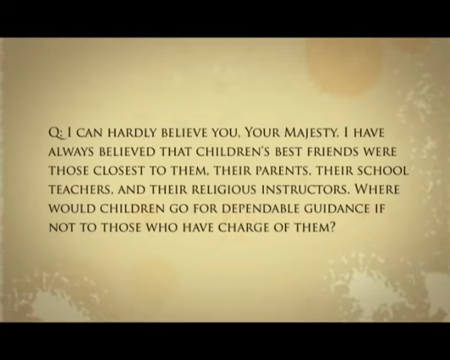 Q: I can hardly believe you, Your Majesty. I have
always believed that children's best friends were
those closest to them, their parents, their school
teachers, and their religious instructors. Where
would children go for dependable guidance if
not to those who have charge of them?